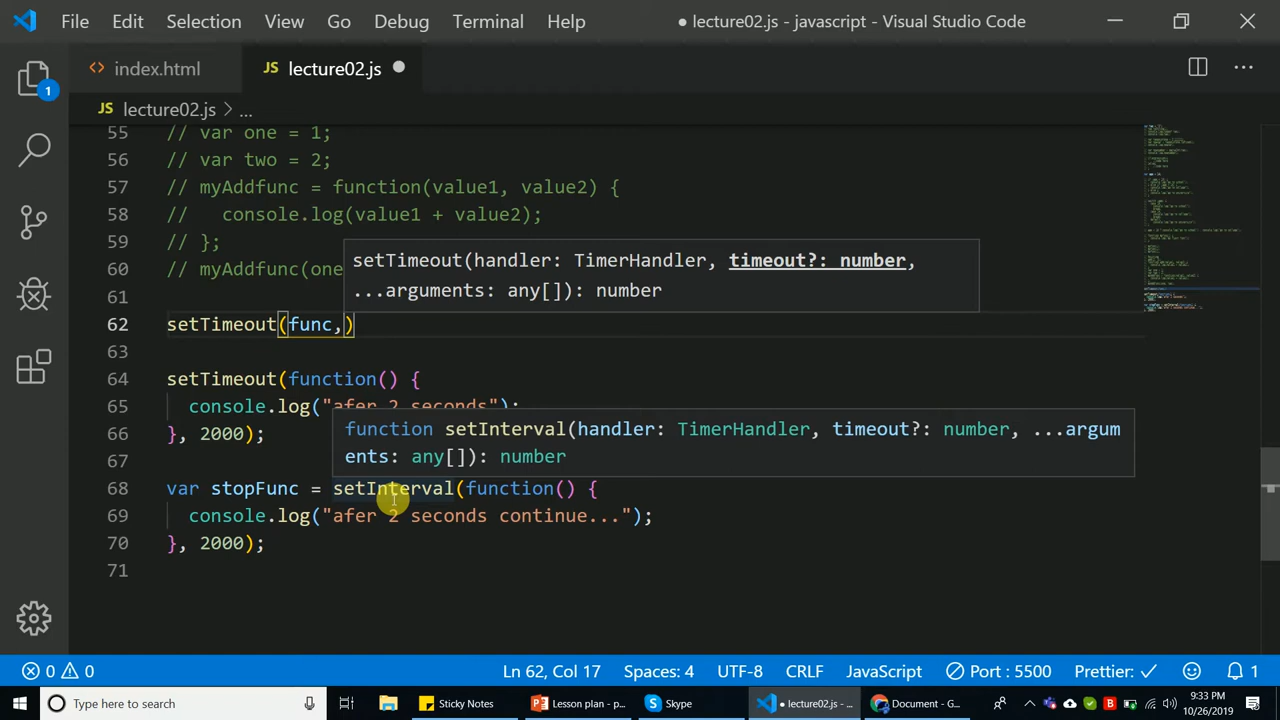 File Edit Selection View Go Debug Terminal Help ● lecture02.js - javascript - Visual Studio Code
<> index.html JS lecture02.js ●
JS lecture02.js > ...
1
55 // var one = 1;
56 // var two = 2;
57 // myAddfunc = function(value1, value2) {
58 //   console.log(value1 + value2);
59 // };
60 // myAddfunc(one
setTimeout(handler: TimerHandler, timeout?: number,
...arguments: any[]): number
61
62 setTimeout(func,)
63
64 setTimeout(function() {
65   console.log("afer 2 seconds");
66 }, 2000);
function setInterval(handler: TimerHandler, timeout?: number, ...argum
ents: any[]): number
67
68 var stopFunc = setInterval(function() {
69   console.log("afer 2 seconds continue...");
70 }, 2000);
71
0 0 Ln 62, Col 17 Spaces: 4 UTF-8 CRLF JavaScript Port : 5500 Prettier: ✓ 1
Type here to search Sticky Notes Lesson plan - p... Skype ● lecture02.js - ... Document - G... 9:33 PM
10/26/2019